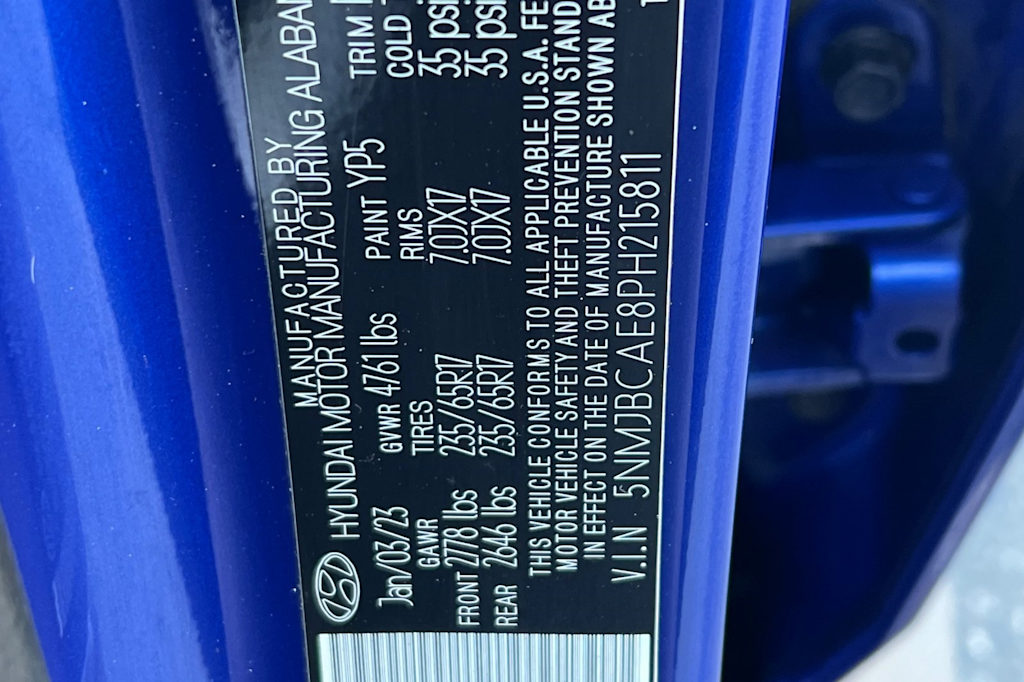 MANUFACTURED BY
HYUNDAI MOTOR MANUFACTURING ALABAM
Jan/03/23 GVWR 4761 lbs PAINT YP5 TRIM
GAWR TIRES RIMS COLD
FRONT 2778 lbs 235/65R17 7.0JX17 35 psi
REAR 2646 lbs 235/65R17 7.0JX17 35 psi
THIS VEHICLE CONFORMS TO ALL APPLICABLE U.S.A. FE
MOTOR VEHICLE SAFETY AND THEFT PREVENTION STAND
IN EFFECT ON THE DATE OF MANUFACTURE SHOWN AB
V.I.N 5NMJBCAE8PH215811